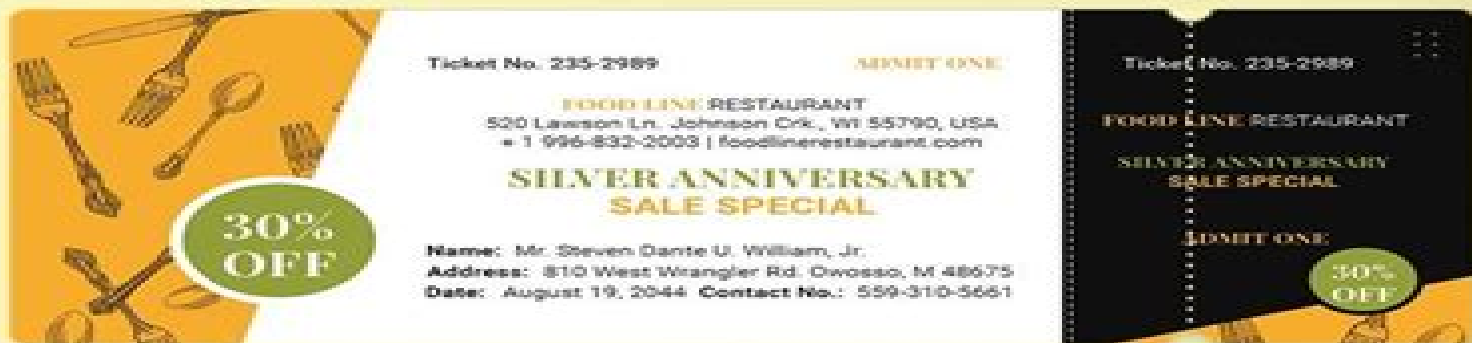 Ticket No. 235-2989 ADMIT ONE
FOOD LINE RESTAURANT
520 Lawson Ln. Johnson Crk., WI 55790, USA
+ 1 996-832-2003 | foodlinerestaurant.com
SILVER ANNIVERSARY
SALE SPECIAL
30%
OFF
Name: Mr. Steven Dante U. William, Jr.
Address: 810 West Wrangler Rd. Owosso, M 48675
Date: August 19, 2044 Contact No.: 559-310-5661
Ticket No. 235-2989
FOOD LINE RESTAURANT
SILVER ANNIVERSARY
SALE SPECIAL
ADMIT ONE
30%
OFF